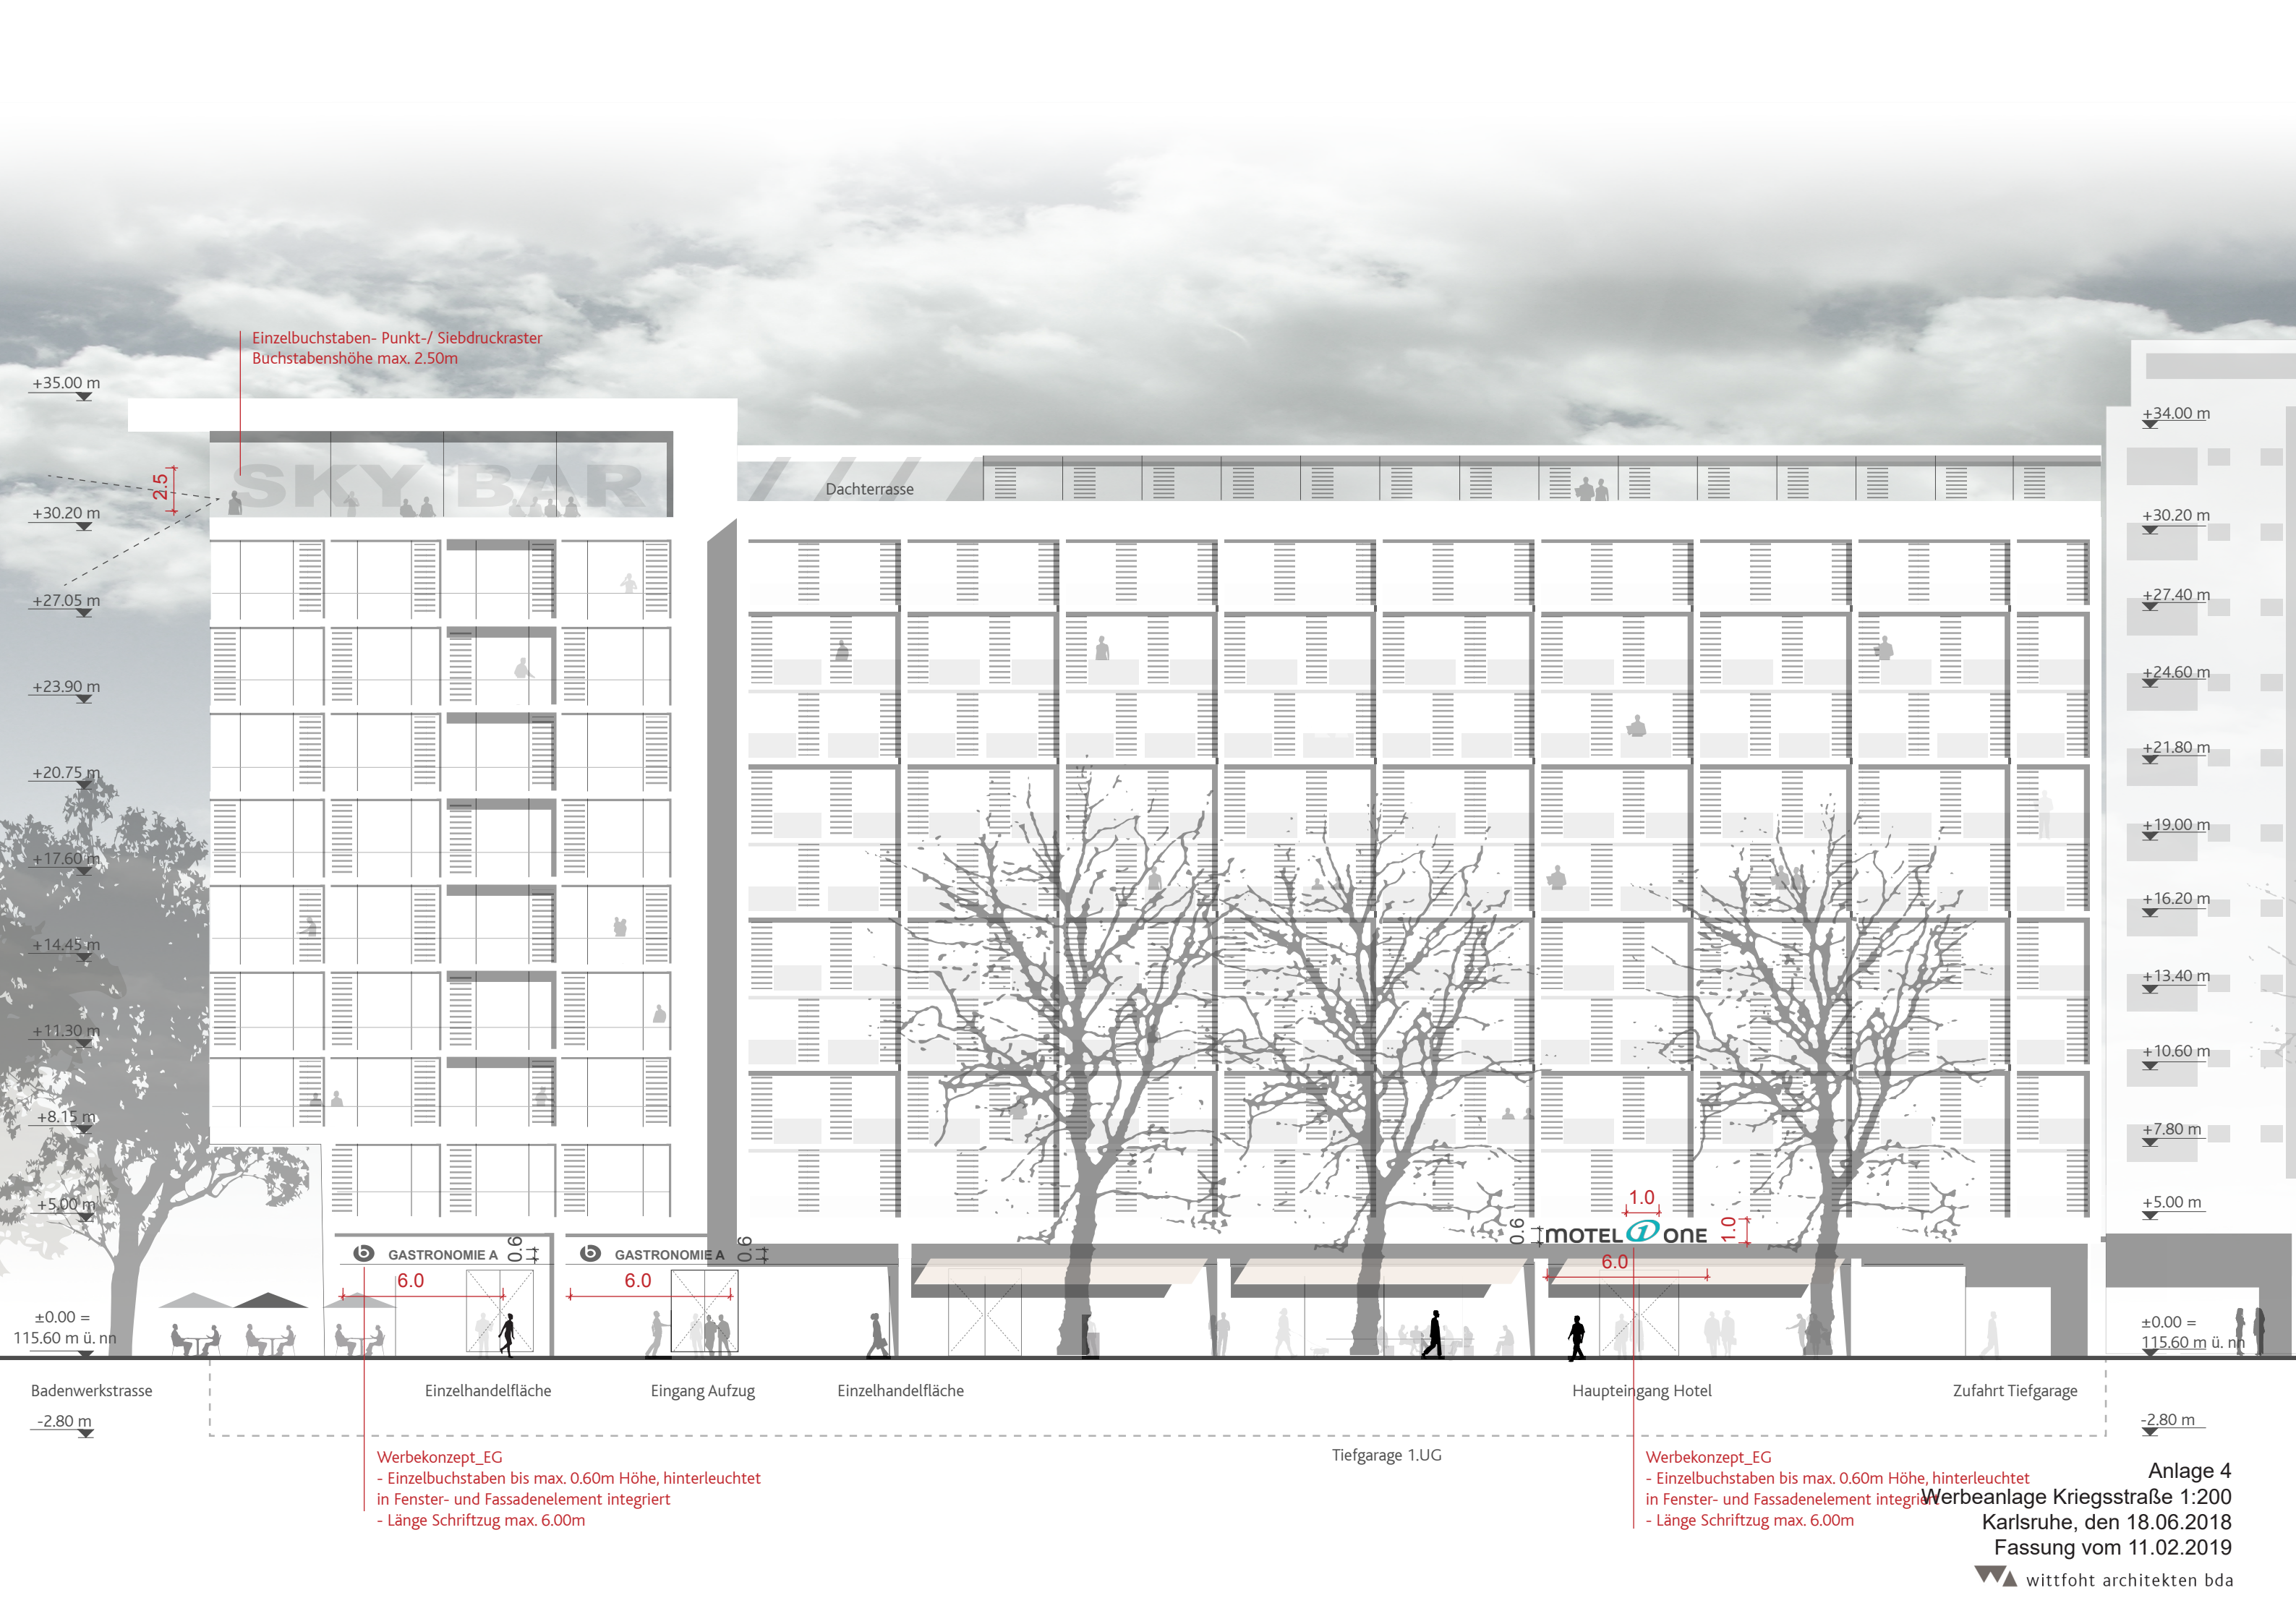 Einzelbuchstaben- Punkt-/ Siebdruckraster
Buchstabenshöhe max. 2.50m
+35.00 m
+34.00 m
SKY BAR
2.5
Dachterrasse
+30.20 m
+30.20 m
+27.05 m
+27.40 m
+23.90 m
+24.60 m
+20.75 m
+21.80 m
+17.60 m
+19.00 m
+14.45 m
+16.20 m
+13.40 m
+11.30 m
+10.60 m
+8.15 m
+7.80 m
+5.00 m
+5.00 m
1.0
0.6
MOTEL ONE
1.0
6.0
b GASTRONOMIE A
0.6
6.0
b GASTRONOMIE A
0.6
6.0
±0.00 =
115.60 m ü. nn
±0.00 =
115.60 m ü. nn
Badenwerkstrasse
Einzelhandelfläche
Eingang Aufzug
Einzelhandelfläche
Haupteingang Hotel
Zufahrt Tiefgarage
-2.80 m
-2.80 m
Tiefgarage 1.UG
Werbekonzept_EG
- Einzelbuchstaben bis max. 0.60m Höhe, hinterleuchtet
in Fenster- und Fassadenelement integriert
- Länge Schriftzug max. 6.00m
Werbekonzept_EG
- Einzelbuchstaben bis max. 0.60m Höhe, hinterleuchtet
in Fenster- und Fassadenelement integriert
- Länge Schriftzug max. 6.00m
Anlage 4
Werbeanlage Kriegsstraße 1:200
Karlsruhe, den 18.06.2018
Fassung vom 11.02.2019
wittfoht architekten bda